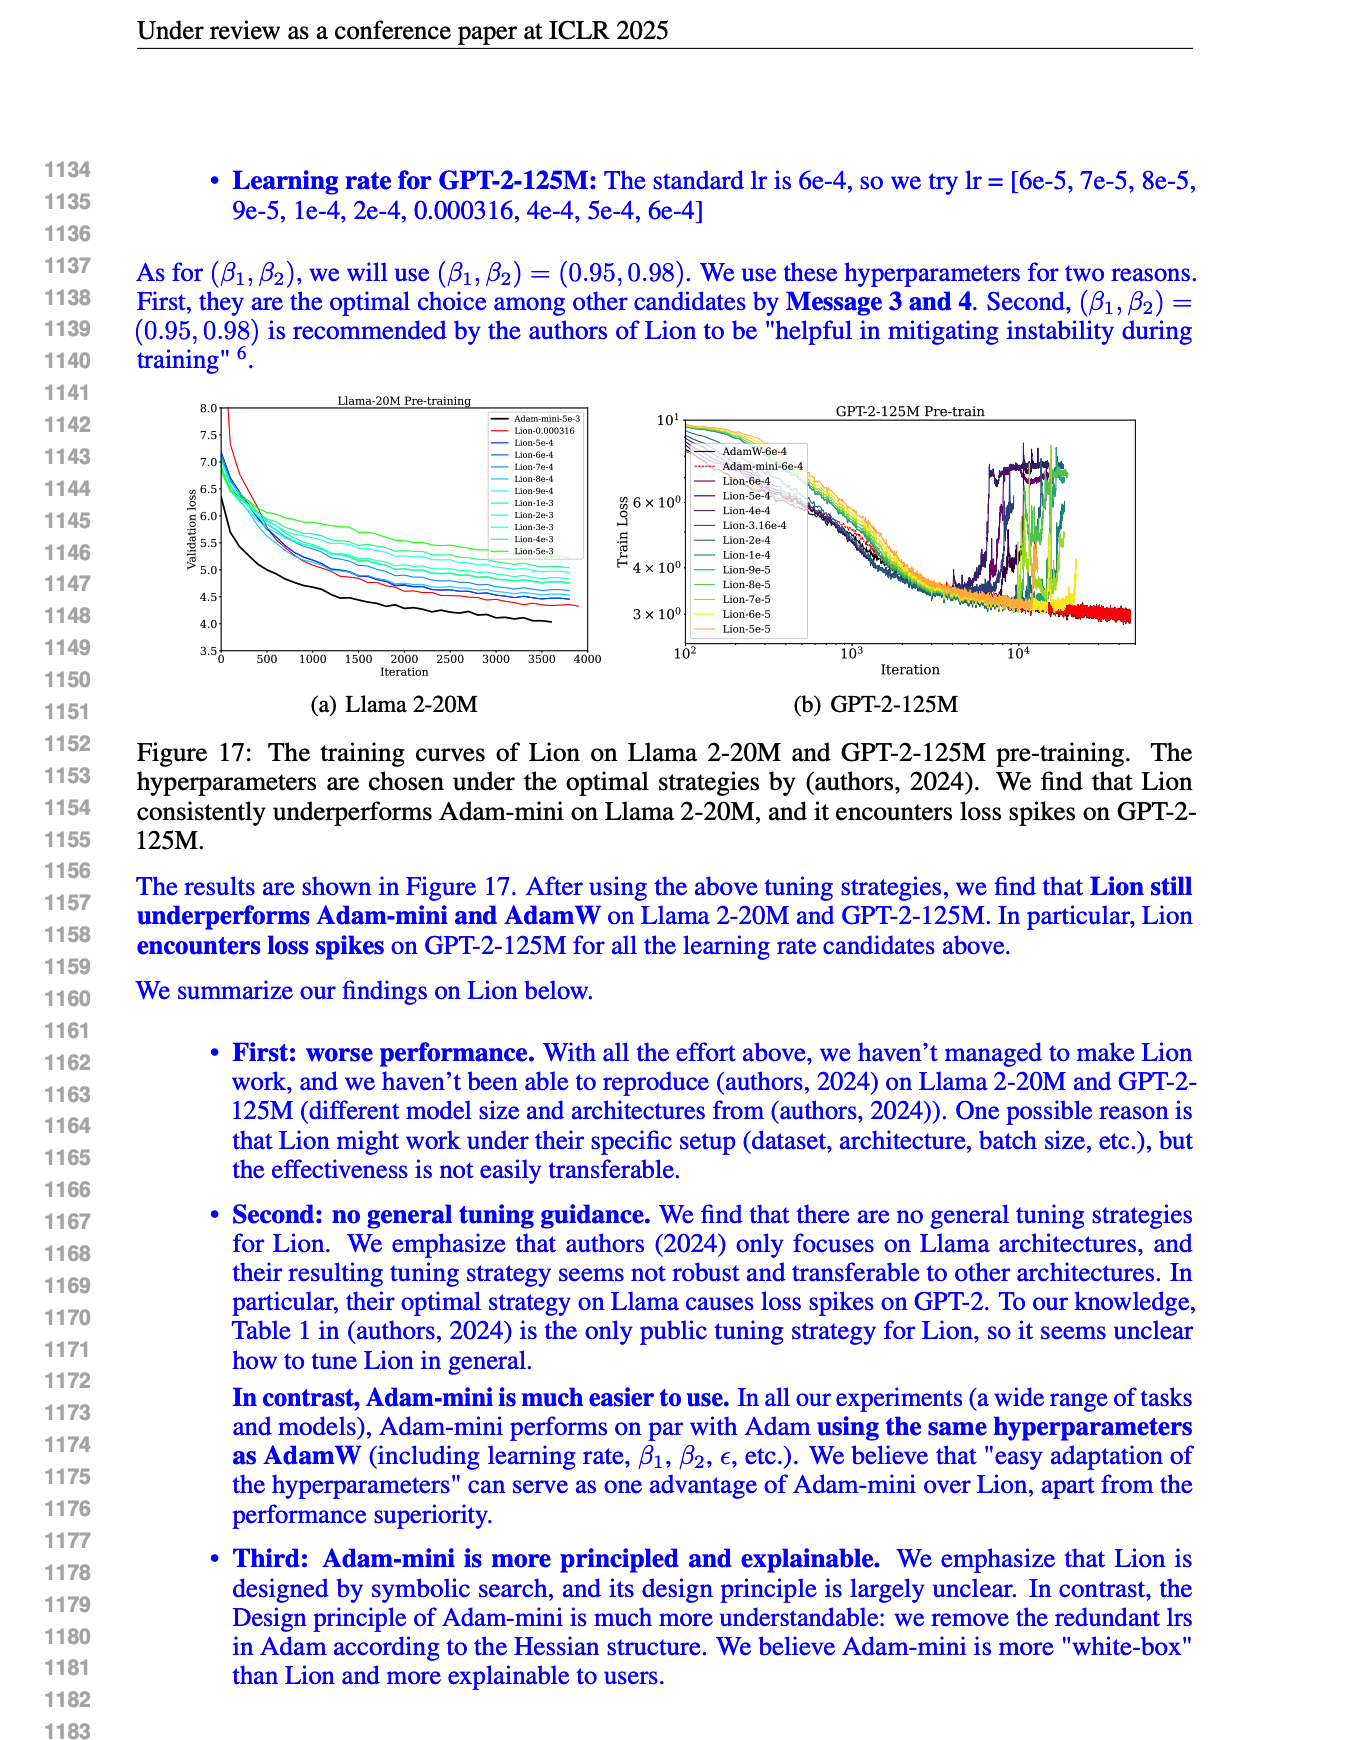 Under review as a conference paper at ICLR 2025
1134
1135
1136
1137
1138
1139
1140
1141
1142
1143
1144
1145
1146
1147
1148
1149
1150
1151
1152
1153
1154
1155
1156
1157
1158
1159
1160
1161
1162
1163
1164
1165
1166
1167
1168
1169
1170
1171
1172
1173
1174
1175
1176
1177
1178
1179
1180
1181
1182
1183
• Learning rate for GPT-2-125M: The standard lr is 6e-4, so we try lr = [6e-5, 7e-5, 8e-5,
9e-5, 1e-4, 2e-4, 0.000316, 4e-4, 5e-4, 6e-4]
As for (β1, β2), we will use (β1, β2) = (0.95, 0.98). We use these hyperparameters for two reasons.
First, they are the optimal choice among other candidates by Message 3 and 4. Second, (β1, β2) =
(0.95, 0.98) is recommended by the authors of Lion to be "helpful in mitigating instability during
training" 6.
Llama-20M Pre-training
8.0
7.5
7.0
6.5
6.0
5.5
5.0
4.5
4.0
3.5
Validation loss
0 500 1000 1500 2000 2500 3000 3500 4000
Iteration
Adam-mini-5e-3
Lion-0.000316
Lion-5e-4
Lion-6e-4
Lion-7e-4
Lion-8e-4
Lion-9e-4
Lion-1e-3
Lion-2e-3
Lion-3e-3
Lion-4e-3
Lion-5e-3
(a) Llama 2-20M
GPT-2-125M Pre-train
10¹
6 × 10⁰
4 × 10⁰
3 × 10⁰
Train Loss
10² 10³ 10⁴
Iteration
AdamW-6e-4
Adam-mini-6e-4
Lion-6e-4
Lion-5e-4
Lion-4e-4
Lion-3.16e-4
Lion-2e-4
Lion-1e-4
Lion-9e-5
Lion-8e-5
Lion-7e-5
Lion-6e-5
Lion-5e-5
(b) GPT-2-125M
Figure 17: The training curves of Lion on Llama 2-20M and GPT-2-125M pre-training. The
hyperparameters are chosen under the optimal strategies by (authors, 2024). We find that Lion
consistently underperforms Adam-mini on Llama 2-20M, and it encounters loss spikes on GPT-2-
125M.
The results are shown in Figure 17. After using the above tuning strategies, we find that Lion still
underperforms Adam-mini and AdamW on Llama 2-20M and GPT-2-125M. In particular, Lion
encounters loss spikes on GPT-2-125M for all the learning rate candidates above.
We summarize our findings on Lion below.
• First: worse performance. With all the effort above, we haven't managed to make Lion
work, and we haven't been able to reproduce (authors, 2024) on Llama 2-20M and GPT-2-
125M (different model size and architectures from (authors, 2024)). One possible reason is
that Lion might work under their specific setup (dataset, architecture, batch size, etc.), but
the effectiveness is not easily transferable.
• Second: no general tuning guidance. We find that there are no general tuning strategies
for Lion. We emphasize that authors (2024) only focuses on Llama architectures, and
their resulting tuning strategy seems not robust and transferable to other architectures. In
particular, their optimal strategy on Llama causes loss spikes on GPT-2. To our knowledge,
Table 1 in (authors, 2024) is the only public tuning strategy for Lion, so it seems unclear
how to tune Lion in general.
In contrast, Adam-mini is much easier to use. In all our experiments (a wide range of tasks
and models), Adam-mini performs on par with Adam using the same hyperparameters
as AdamW (including learning rate, β1, β2, ϵ, etc.). We believe that "easy adaptation of
the hyperparameters" can serve as one advantage of Adam-mini over Lion, apart from the
performance superiority.
• Third: Adam-mini is more principled and explainable. We emphasize that Lion is
designed by symbolic search, and its design principle is largely unclear. In contrast, the
Design principle of Adam-mini is much more understandable: we remove the redundant lrs
in Adam according to the Hessian structure. We believe Adam-mini is more "white-box"
than Lion and more explainable to users.